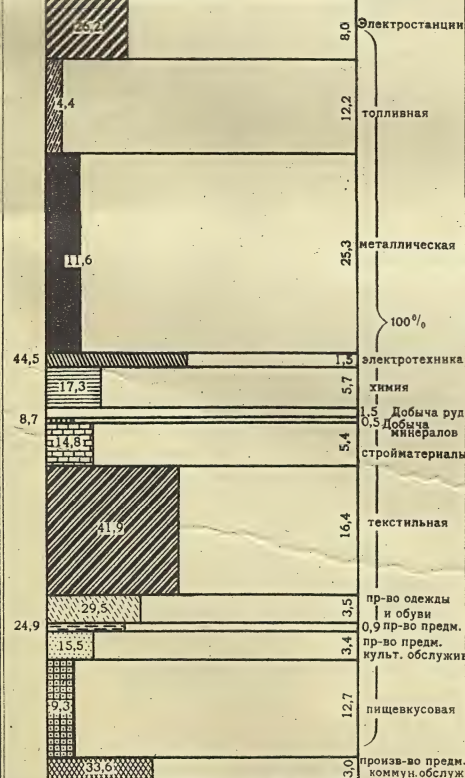 26,2 8,0 Электростанции
4,4 12,2 топливная
11,6 25,3 металлическая
100%
44,5 1,5 электротехника
17,3 5,7 химия
1,5 Добыча руд
8,7 0,5 Добыча
минералов
14,8 5,4 стройматериалы
41,9 16,4 текстильная
29,5 3,5 пр-во одежды
и обуви
24,9 0,9 пр-во предм.
15,5 3,4 пр-во предм.
культ. обслужив
9,3 12,7 пищевкусовая
33,6 3,0 произв-во предм.
коммун.обслуж